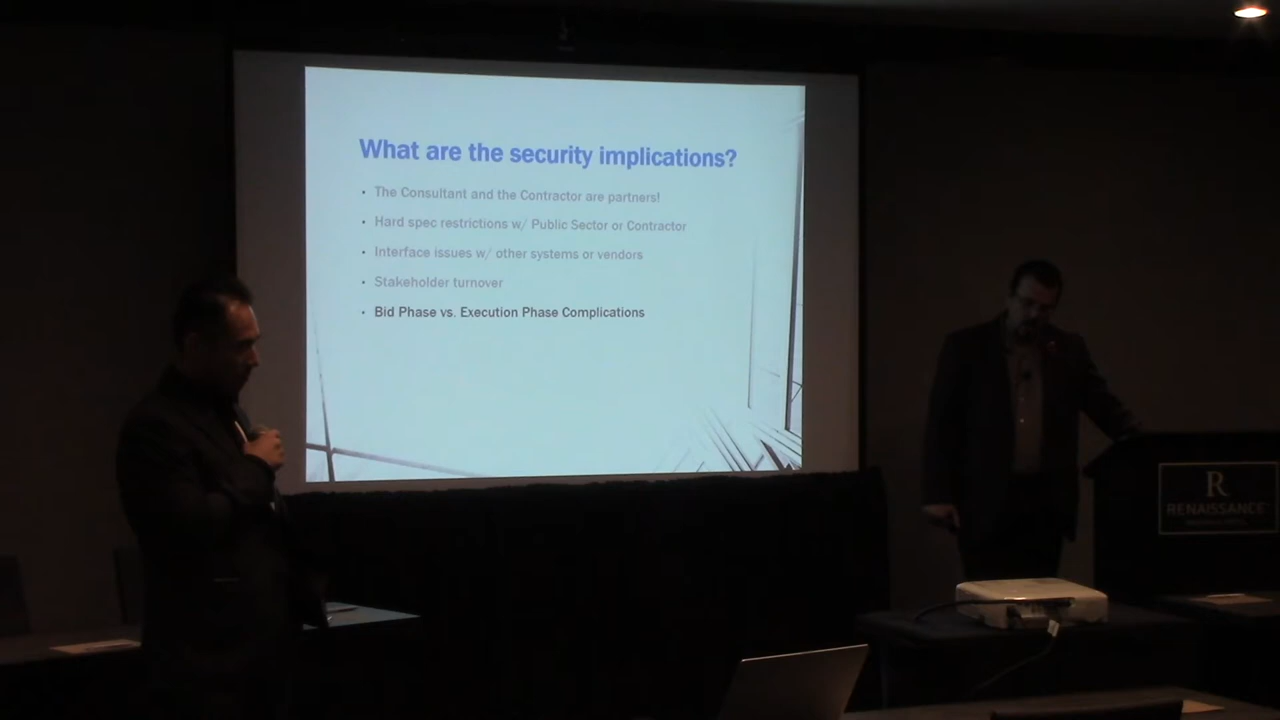 What are the security implications?
• The Consultant and the Contractor are partners!
• Hard spec restrictions w/ Public Sector or Contractor
• Interface issues w/ other systems or vendors
• Stakeholder turnover
• Bid Phase vs. Execution Phase Complications
R
RENAISSANCE